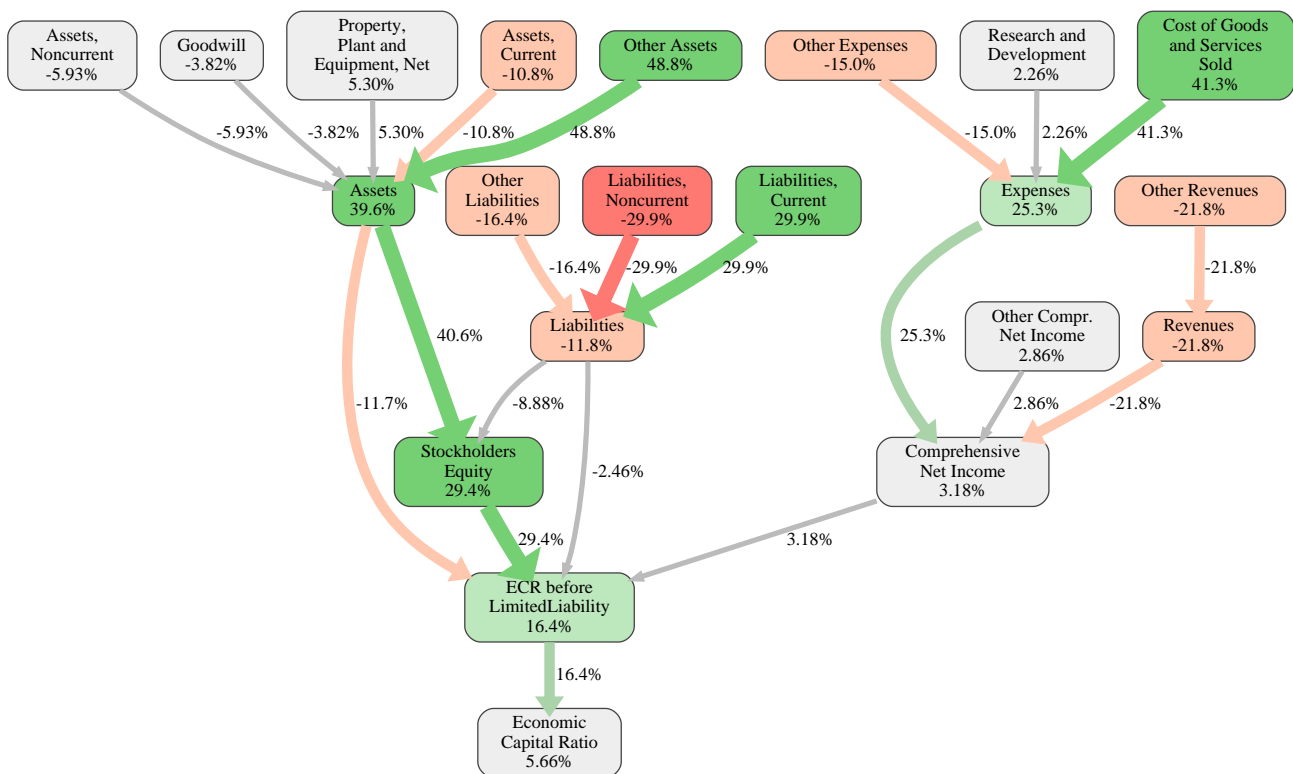 Assets,
Noncurrent
-5.93%
Goodwill
-3.82%
Property,
Plant and
Equipment, Net
5.30%
Assets,
Current
-10.8%
Other Assets
48.8%
Other Expenses
-15.0%
Research and
Development
2.26%
Cost of Goods
and Services
Sold
41.3%
-5.93%
-3.82%
5.30%
-10.8%
48.8%
-15.0%
2.26%
41.3%
Assets
39.6%
Other
Liabilities
-16.4%
Liabilities,
Noncurrent
-29.9%
Liabilities,
Current
29.9%
Expenses
25.3%
Other Revenues
-21.8%
-16.4%
-29.9%
29.9%
-21.8%
Liabilities
-11.8%
Other Compr.
Net Income
2.86%
Revenues
-21.8%
40.6%
25.3%
-11.7%
-8.88%
2.86%
-21.8%
Stockholders
Equity
29.4%
-2.46%
Comprehensive
Net Income
3.18%
29.4%
3.18%
ECR before
LimitedLiability
16.4%
16.4%
Economic
Capital Ratio
5.66%